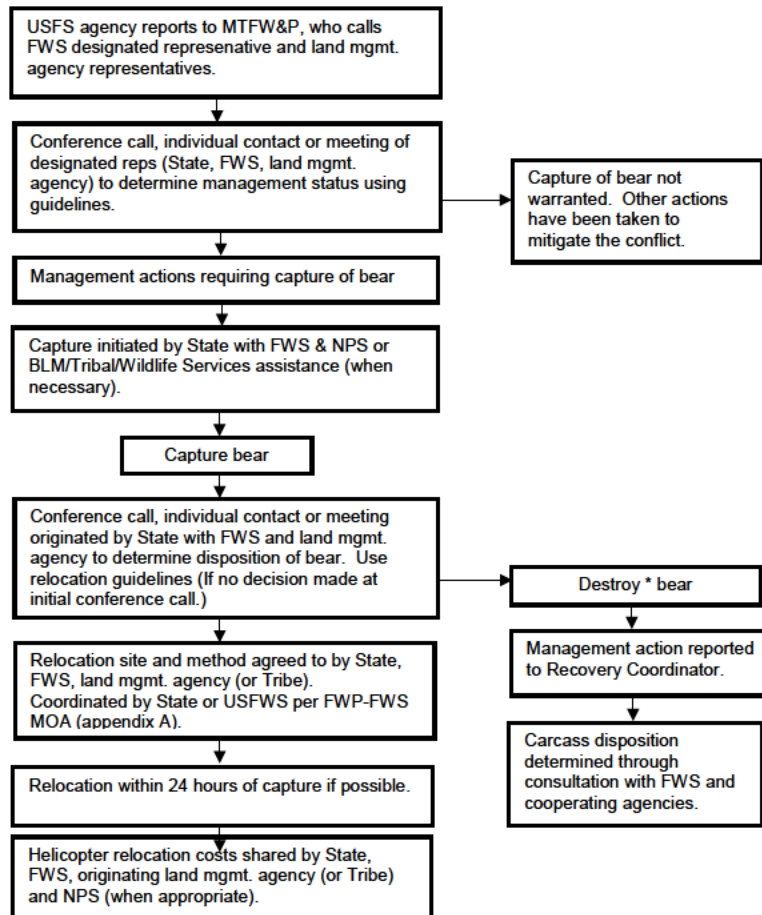 USFS agency reports to MTFW&P, who calls
FWS designated represenative and land mgmt.
agency representatives.
Conference call, individual contact or meeting of
designated reps (State, FWS, land mgmt.
agency) to determine management status using
guidelines.
Capture of bear not
warranted. Other actions
have been taken to
mitigate the conflict.
Management actions requiring capture of bear
Capture initiated by State with FWS & NPS or
BLM/Tribal/Wildlife Services assistance (when
necessary).
Capture bear
Conference call, individual contact or meeting
originated by State with FWS and land mgmt.
agency to determine disposition of bear. Use
relocation guidelines (If no decision made at
initial conference call.)
Destroy * bear
Management action reported
to Recovery Coordinator.
Carcass disposition
determined through
consultation with FWS and
cooperating agencies.
Relocation site and method agreed to by State,
FWS, land mgmt. agency (or Tribe).
Coordinated by State or USFWS per FWP-FWS
MOA (appendix A).
Relocation within 24 hours of capture if possible.
Helicopter relocation costs shared by State,
FWS, originating land mgmt. agency (or Tribe)
and NPS (when appropriate).